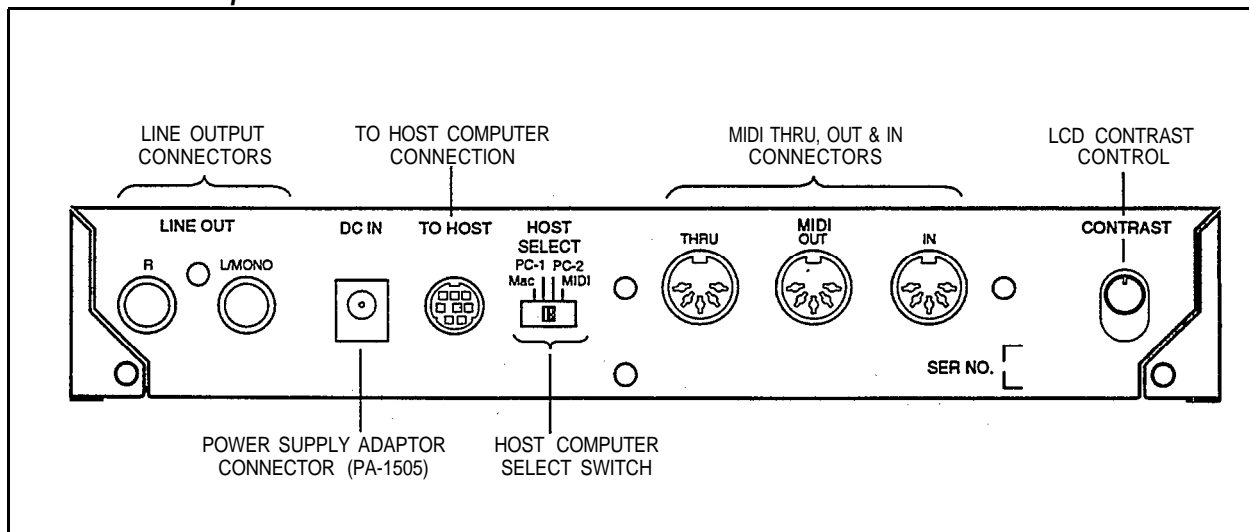 LINE OUTPUT
CONNECTORS
TO HOST COMPUTER
CONNECTION
MIDI THRU, OUT & IN
CONNECTORS
LCD CONTRAST
CONTROL
LINE OUT
R
L/MONO
DC IN
TO HOST
HOST
SELECT
PC-1 PC-2
Mac MIDI
MIDI
THRU
OUT
IN
CONTRAST
SER NO.
POWER SUPPLY ADAPTOR
CONNECTOR (PA-1505)
HOST COMPUTER
SELECT SWITCH